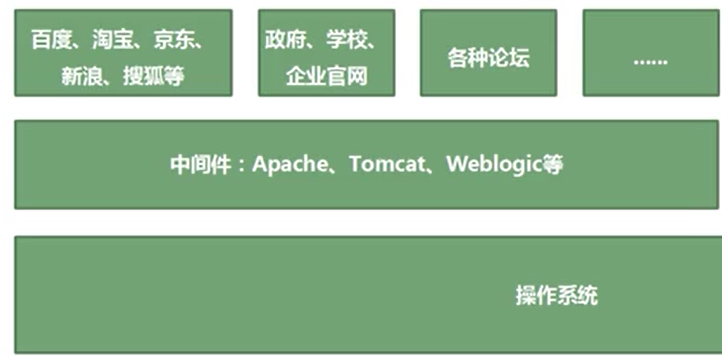 百度、淘宝、京东、
新浪、搜狐等
政府、学校、
企业官网
各种论坛
......
中间件：Apache、Tomcat、Weblogic等
操作系统